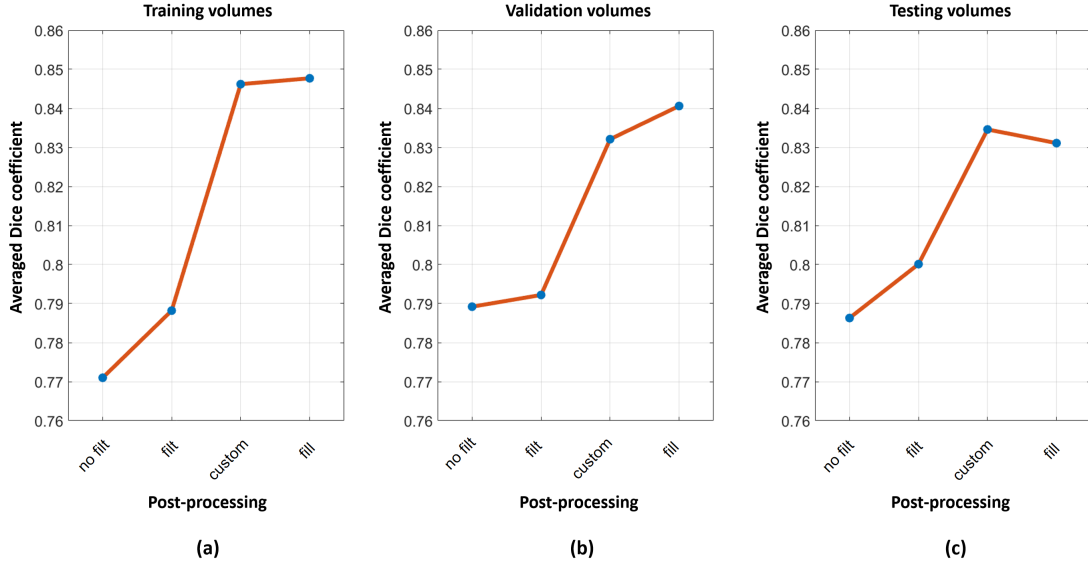 Training volumes
0.86
0.85
0.84
0.83
0.82
0.81
0.8
0.79
0.78
0.77
0.76
Averaged Dice coefficient
no filt
filt
custom
fill
Post-processing
(a)
Validation volumes
0.86
0.85
0.84
0.83
0.82
0.81
0.8
0.79
0.78
0.77
0.76
Averaged Dice coefficient
no filt
filt
custom
fill
Post-processing
(b)
Testing volumes
0.86
0.85
0.84
0.83
0.82
0.81
0.8
0.79
0.78
0.77
0.76
Averaged Dice coefficient
no filt
filt
custom
fill
Post-processing
(c)